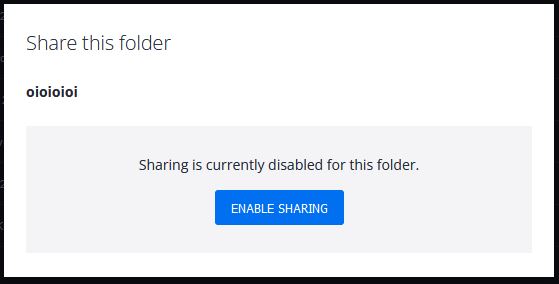 Share this folder
oioioioi
Sharing is currently disabled for this folder.
ENABLE SHARING